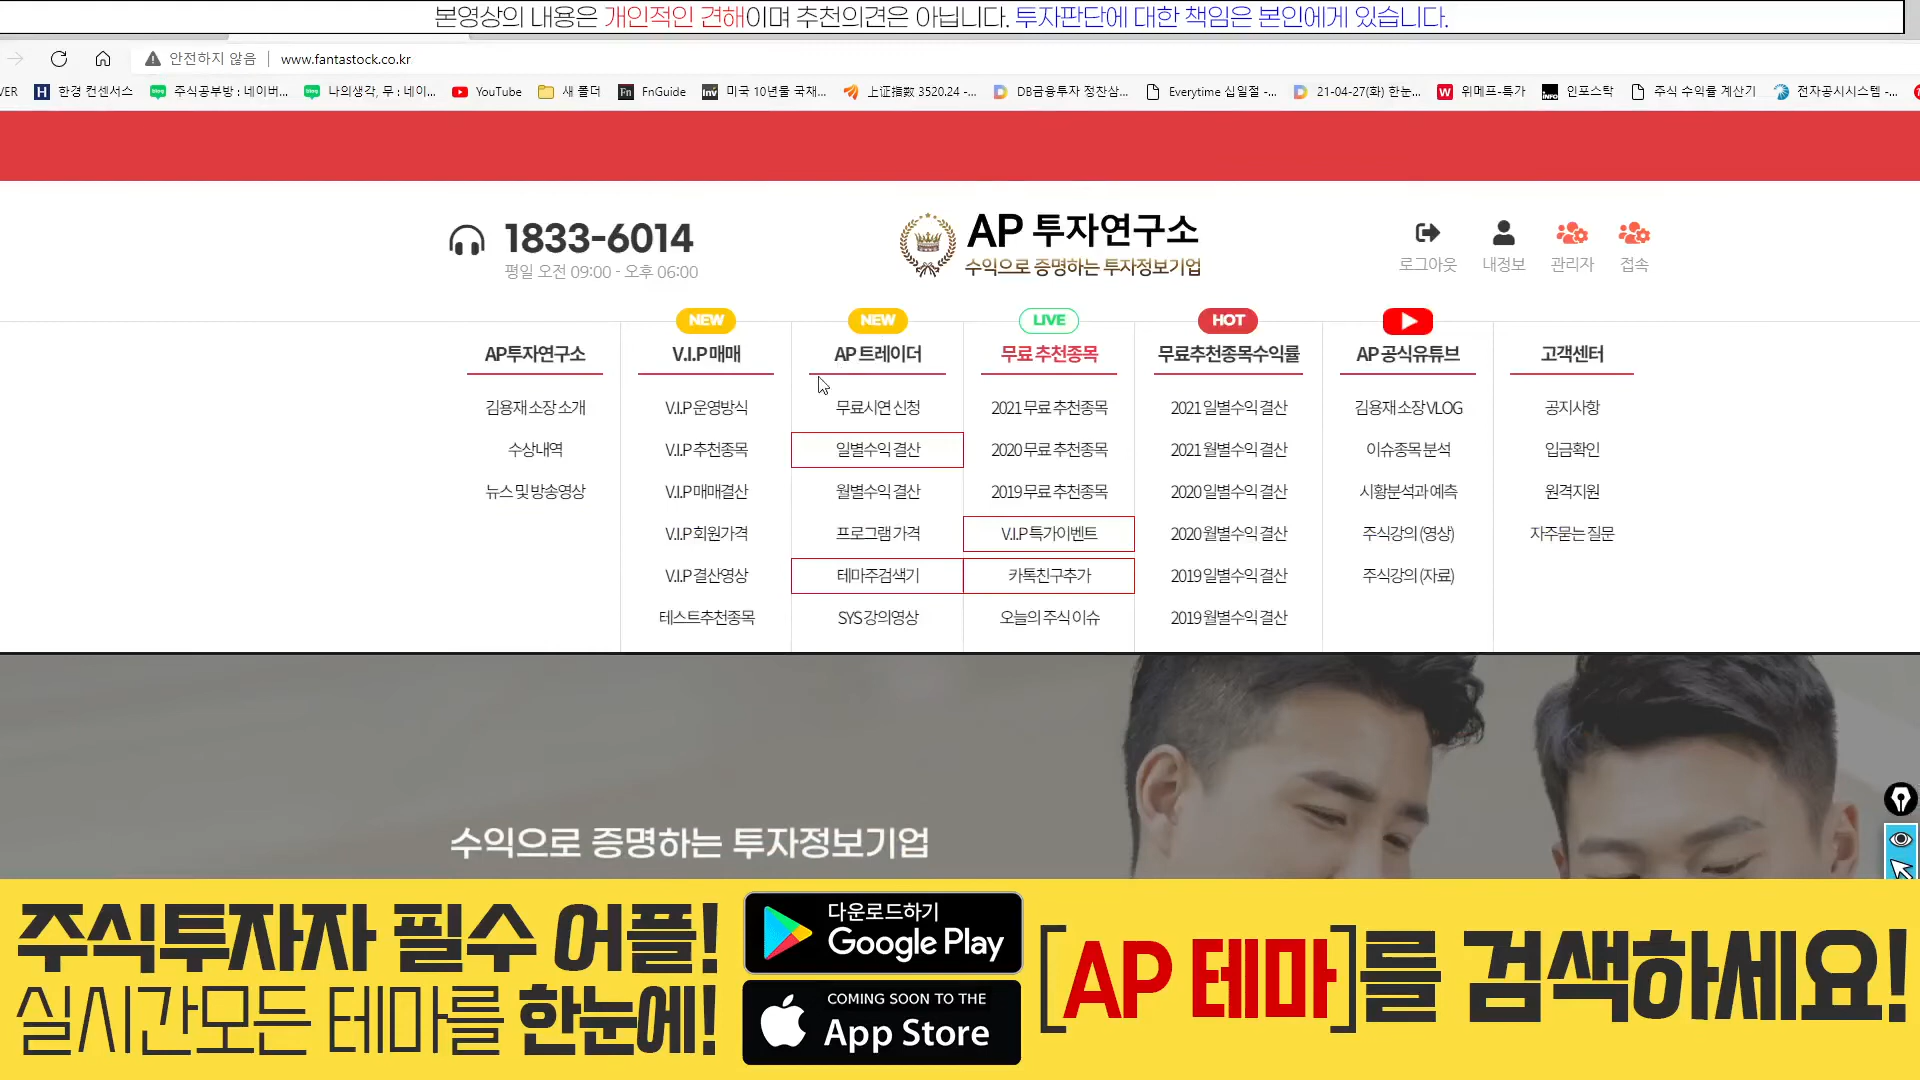 본영상의 내용은 개인적인 견해이며 추천의견은 아닙니다. 투자판단에 대한 책임은 본인에게 있습니다.
안전하지 않음 www.fantastock.co.kr
VER 한경 컨센서스 주식공부방 : 네이버... 나의생각, 무 : 네이... YouTube 새 폴더 FnGuide 미국 10년물 국채... 上证指数 3520.24 -... DB금융투자 정찬삼... Everytime 십일절 -... 21-04-27(화) 한눈... 위메프-특가 인포스탁 주식 수익률 계산기 전자공시시스템 -...
1833-6014
평일 오전 09:00 - 오후 06:00
AP 투자연구소
수익으로 증명하는 투자정보기업
로그아웃 내정보 관리자 접속
NEW NEW LIVE HOT
AP투자연구소 V.I.P 매매 AP 트레이더 무료 추천종목 무료추천종목수익률 AP 공식유튜브 고객센터
김용재 소장 소개 V.I.P 운영방식 무료시연 신청 2021 무료 추천종목 2021 일별수익 결산 김용재 소장 VLOG 공지사항
수상내역 V.I.P 추천종목 일별수익 결산 2020 무료 추천종목 2021 월별수익 결산 이슈종목 분석 입금확인
뉴스 및 방송영상 V.I.P 매매결산 월별수익 결산 2019 무료 추천종목 2020 일별수익 결산 시황분석과 예측 원격지원
V.I.P 회원가격 프로그램 가격 V.I.P 특가이벤트 2020 월별수익 결산 주식강의 (영상) 자주묻는 질문
V.I.P 결산영상 테마주검색기 카톡친구추가 2019 일별수익 결산 주식강의 (자료)
테스트추천종목 SYS 강의영상 오늘의 주식 이슈 2019 월별수익 결산
수익으로 증명하는 투자정보기업
주식투자자 필수 어플!
실시간모든 테마를 한눈에!
다운로드하기
Google Play
COMING SOON TO THE
App Store
[AP 테마]를 검색하세요!